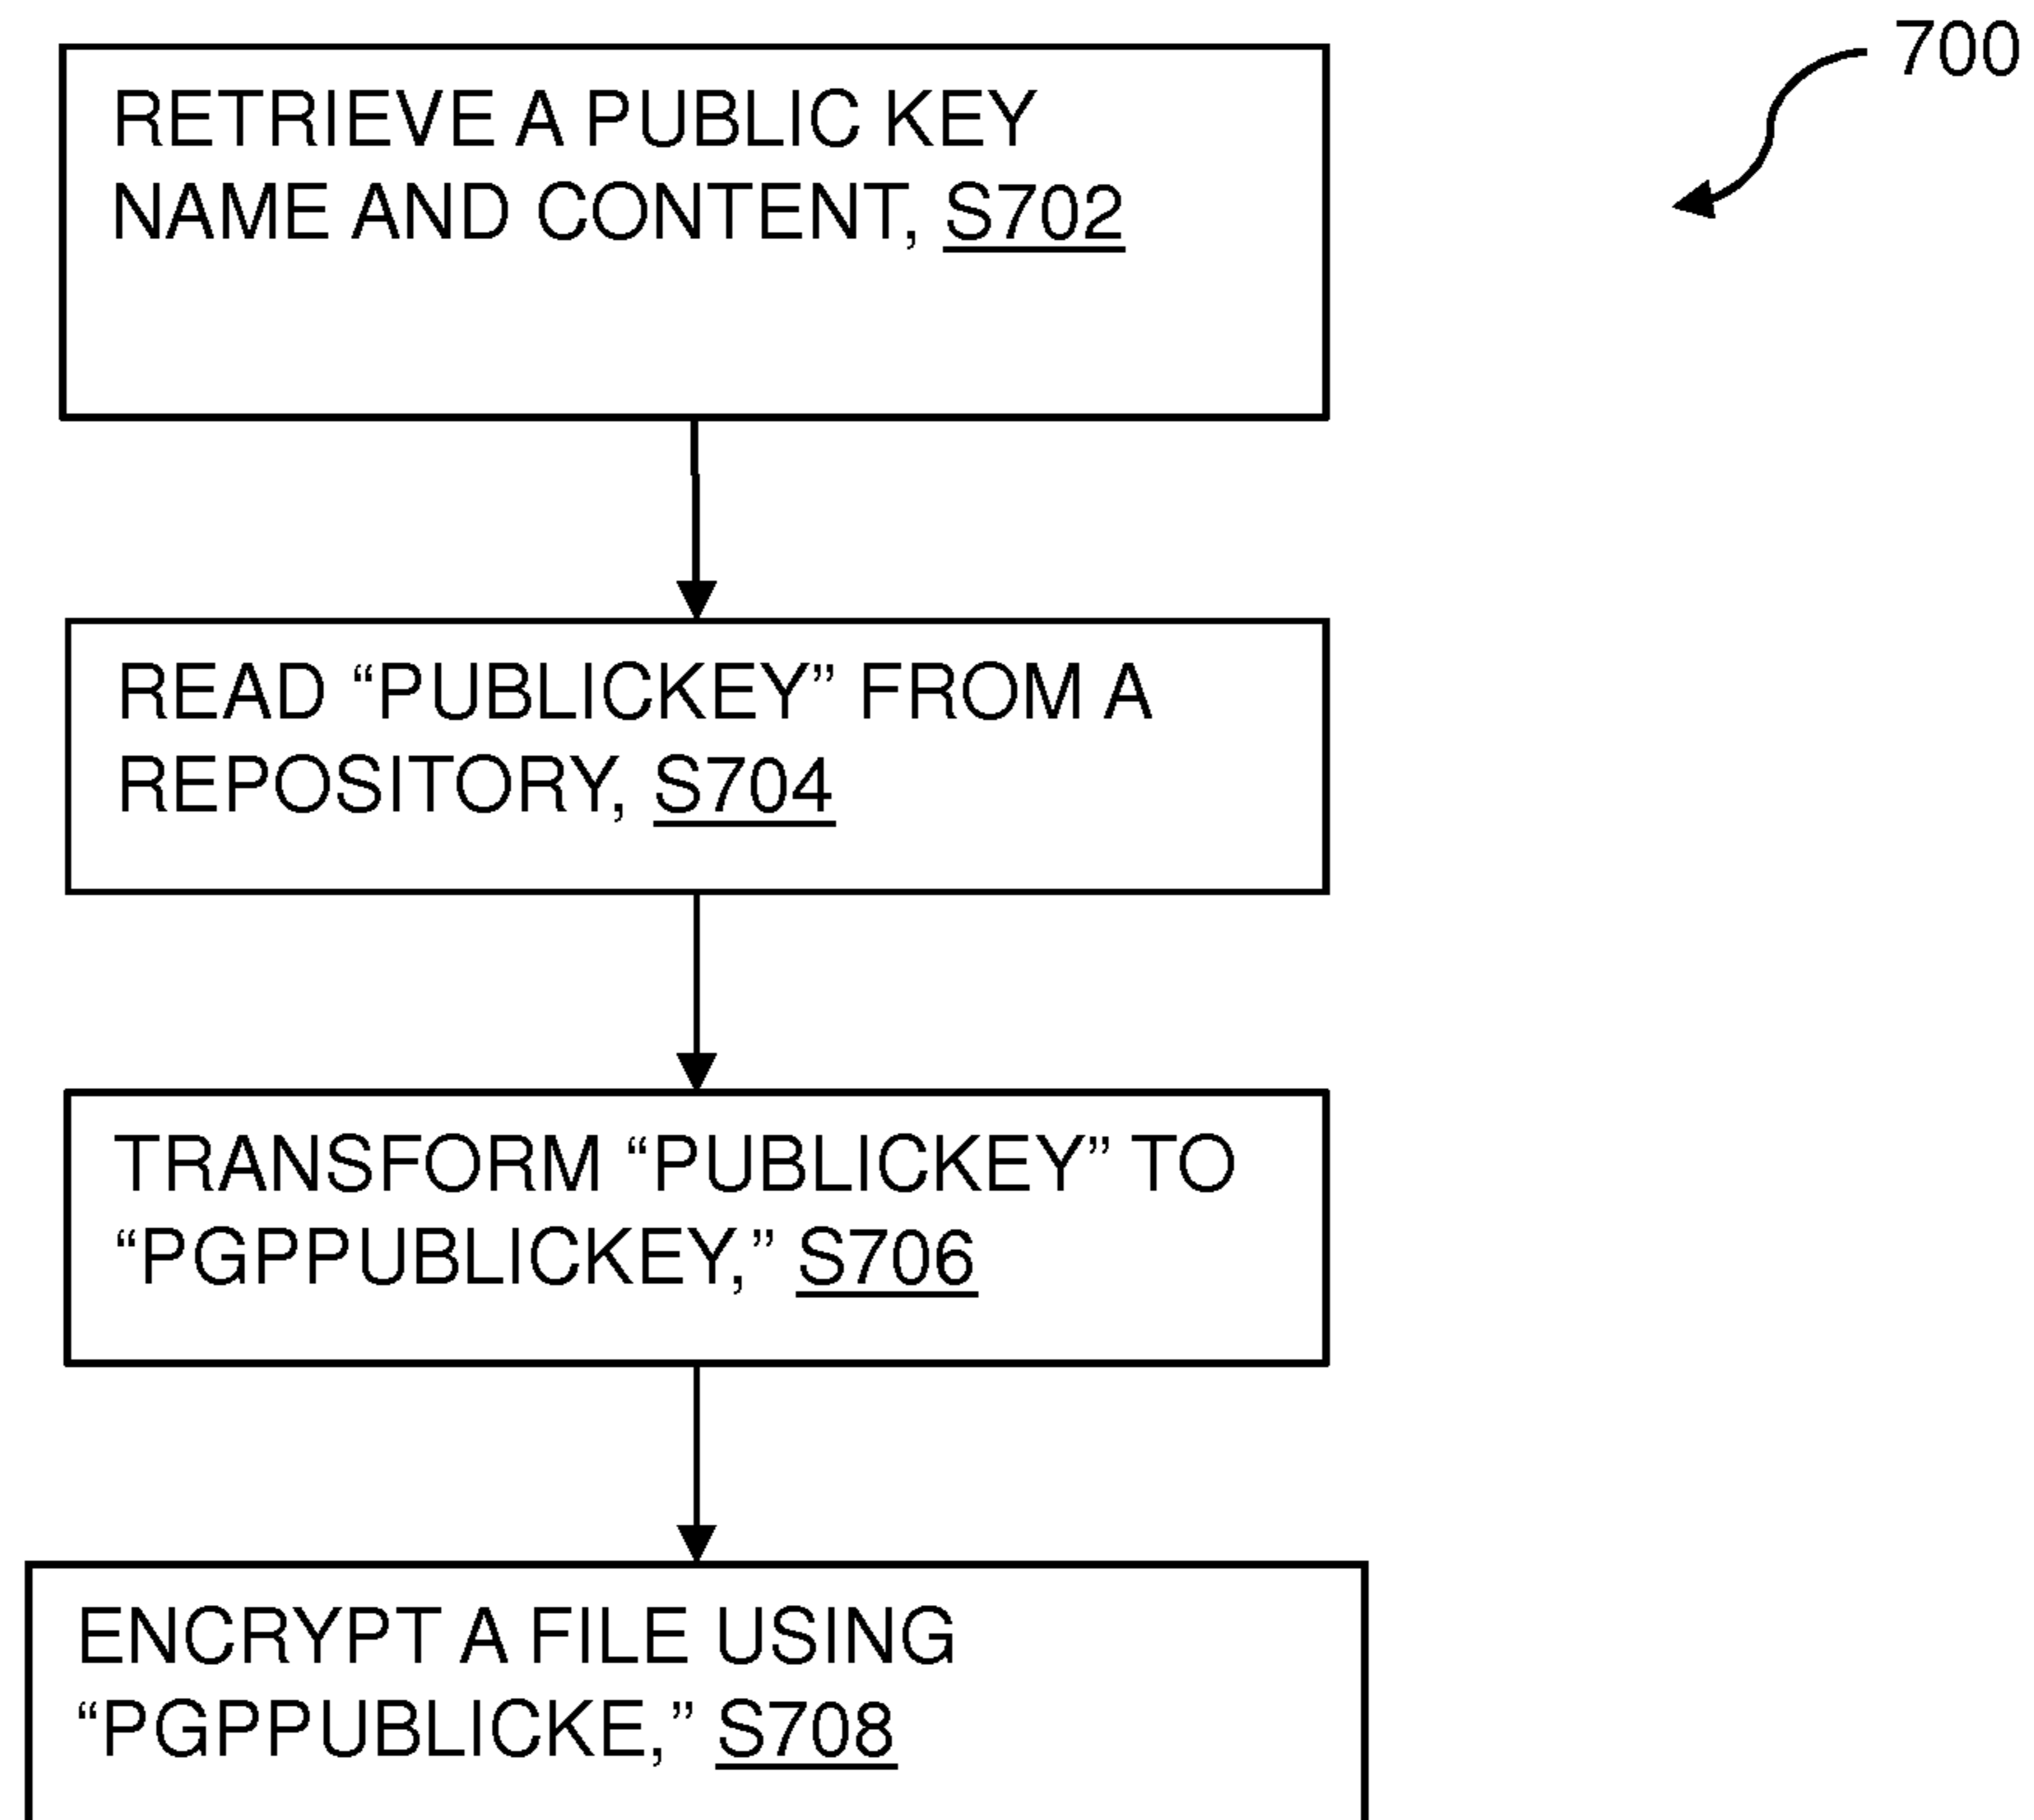 700
RETRIEVE A PUBLIC KEY
NAME AND CONTENT, S702
READ “PUBLICKEY” FROM A
REPOSITORY, S704
TRANSFORM “PUBLICKEY” TO
“PGPPUBLICKEY,” S706
ENCRYPT A FILE USING
“PGPPUBLICKE,” S708